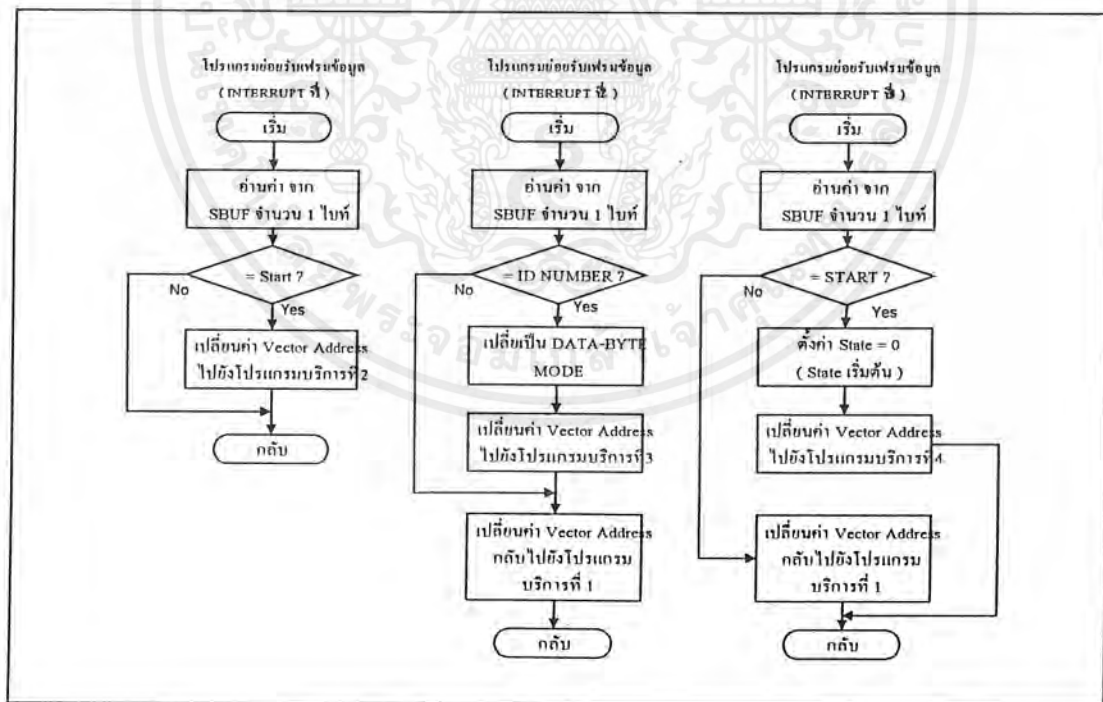 โปรแกรมย่อยรับเฟรมข้อมูล
( INTERRUPT ที่1 )
เริ่ม
อ่านค่า จาก
SBUF จำนวน 1 ไบท์
= Start ?
No
Yes
เปลี่ยนค่า Vector Address
ไปยังโปรแกรมบริการที่ 2
กลับ
โปรแกรมย่อยรับเฟรมข้อมูล
( INTERRUPT ที่2 )
เริ่ม
อ่านค่า จาก
SBUF จำนวน 1 ไบท์
= ID NUMBER ?
No
Yes
เปลี่ยเป็น DATA-BYTE
MODE
เปลี่ยนค่า Vector Address
ไปยังโปรแกรมบริการที่ 3
เปลี่ยนค่า Vector Address
กลับไปยังโปรแกรม
บริการที่ 1
กลับ
โปรแกรมย่อยรับเฟรมข้อมูล
( INTERRUPT ที่3 )
เริ่ม
อ่านค่า จาก
SBUF จำนวน 1 ไบท์
= START ?
No
Yes
ตั้งค่า State = 0
( State เริ่มต้น )
เปลี่ยนค่า Vector Address
ไปยังโปรแกรมบริการที่ 4
เปลี่ยนค่า Vector Address
กลับไปยังโปรแกรม
บริการที่ 1
กลับ